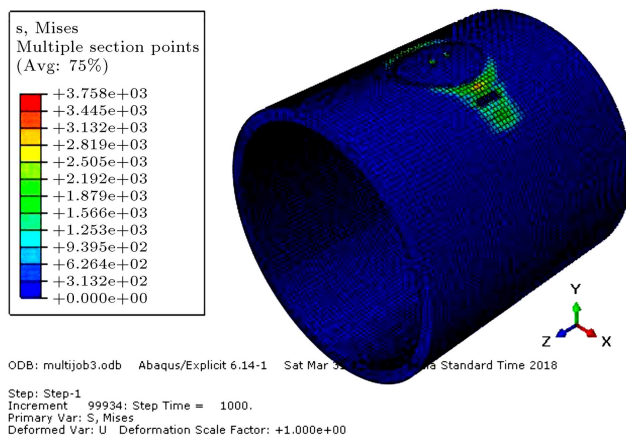 s, Mises
Multiple section points
(Avg: 75%)
+3.758e+03
+3.445e+03
+3.132e+03
+2.819e+03
+2.505e+03
+2.192e+03
+1.879e+03
+1.566e+03
+1.253e+03
+9.395e+02
+6.264e+02
+3.132e+02
+0.000e+00
Y
Z X
ODB: multijob3.odb Abaqus/Explicit 6.14-1 Sat Mar Standard Time 2018
Step: Step-1
Increment 99934: Step Time = 1000.
Primary Var: S, Mises
Deformed Var: U Deformation Scale Factor: +1.000e+00